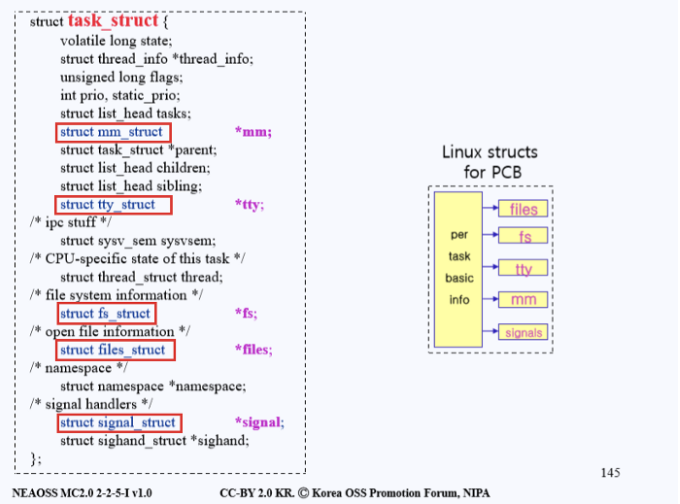 struct task_struct {
volatile long state;
struct thread_info *thread_info;
unsigned long flags;
int prio, static_prio;
struct list_head tasks;
struct mm_struct *mm;
struct task_struct *parent;
struct list_head children;
struct list_head sibling;
struct tty_struct *tty;
/* ipc stuff */
struct sysv_sem sysvsem;
/* CPU-specific state of this task */
struct thread_struct thread;
/* file system information */
struct fs_struct *fs;
/* open file information */
struct files_struct *files;
/* namespace */
struct namespace *namespace;
/* signal handlers */
struct signal_struct *signal;
struct sighand_struct *sighand;
};
Linux structs
for PCB
per
task
basic
info
files
fs
tty
mm
signals
145
NEAOSS MC2.0 2-2-5-I v1.0 CC-BY 2.0 KR. Ⓒ Korea OSS Promotion Forum, NIPA